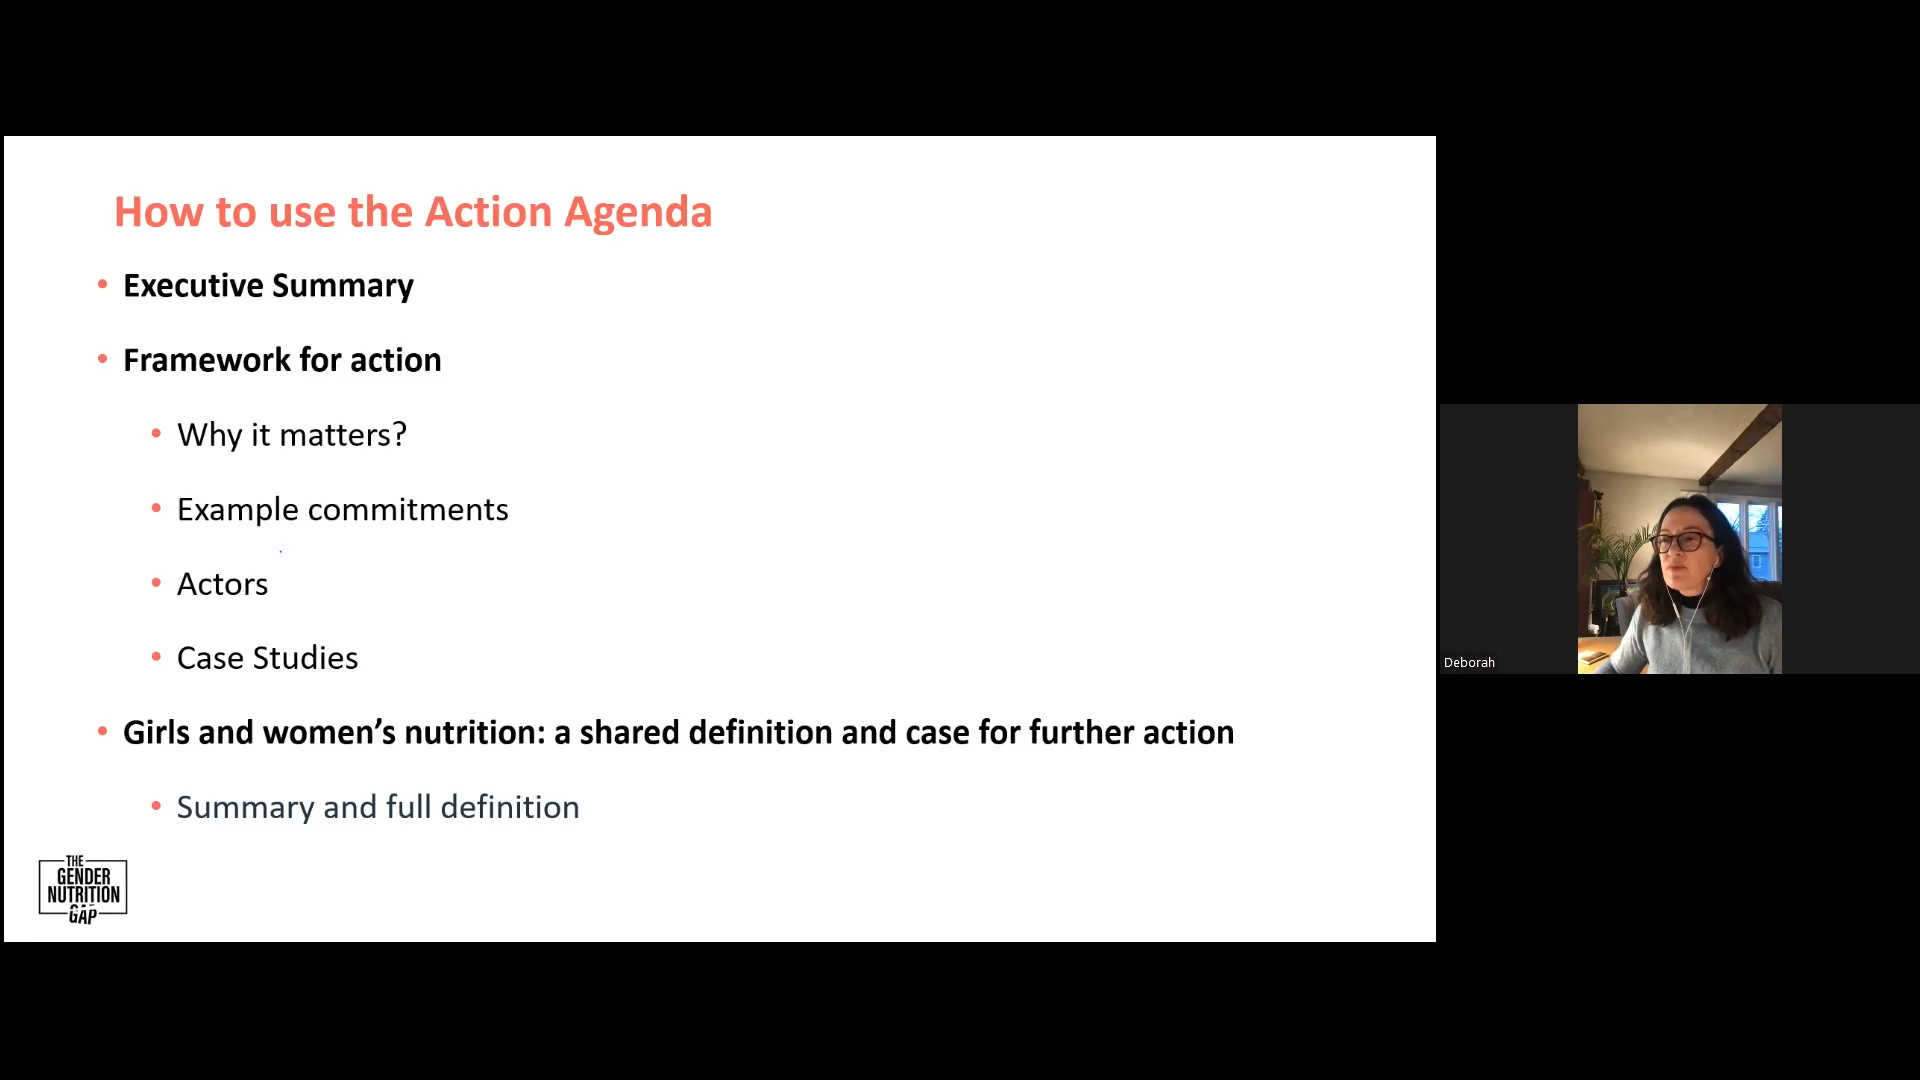 How to use the Action Agenda
• Executive Summary
• Framework for action
• Why it matters?
• Example commitments
• Actors
• Case Studies
• Girls and women’s nutrition: a shared definition and case for further action
• Summary and full definition
THE
GENDER
NUTRITION
GAP
Deborah